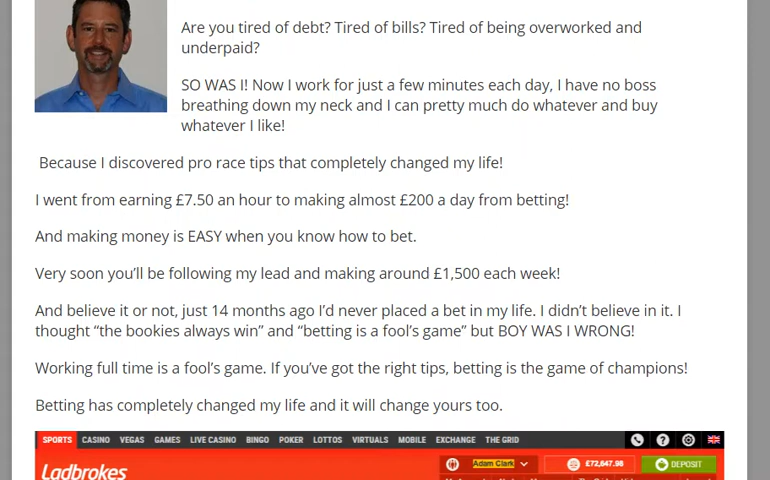 Are you tired of debt? Tired of bills? Tired of being overworked and
underpaid?
SO WAS I! Now I work for just a few minutes each day, I have no boss
breathing down my neck and I can pretty much do whatever and buy
whatever I like!
Because I discovered pro race tips that completely changed my life!
I went from earning £7.50 an hour to making almost £200 a day from betting!
And making money is EASY when you know how to bet.
Very soon you'll be following my lead and making around £1,500 each week!
And believe it or not, just 14 months ago I'd never placed a bet in my life. I didn't believe in it. I
thought “the bookies always win” and “betting is a fool's game” but BOY WAS I WRONG!
Working full time is a fool's game. If you've got the right tips, betting is the game of champions!
Betting has completely changed my life and it will change yours too.
SPORTS CASINO VEGAS GAMES LIVE CASINO BINGO POKER LOTTOS VIRTUALS MOBILE EXCHANGE THE GRID
Ladbrokes Adam Clark £72,647.98 DEPOSIT